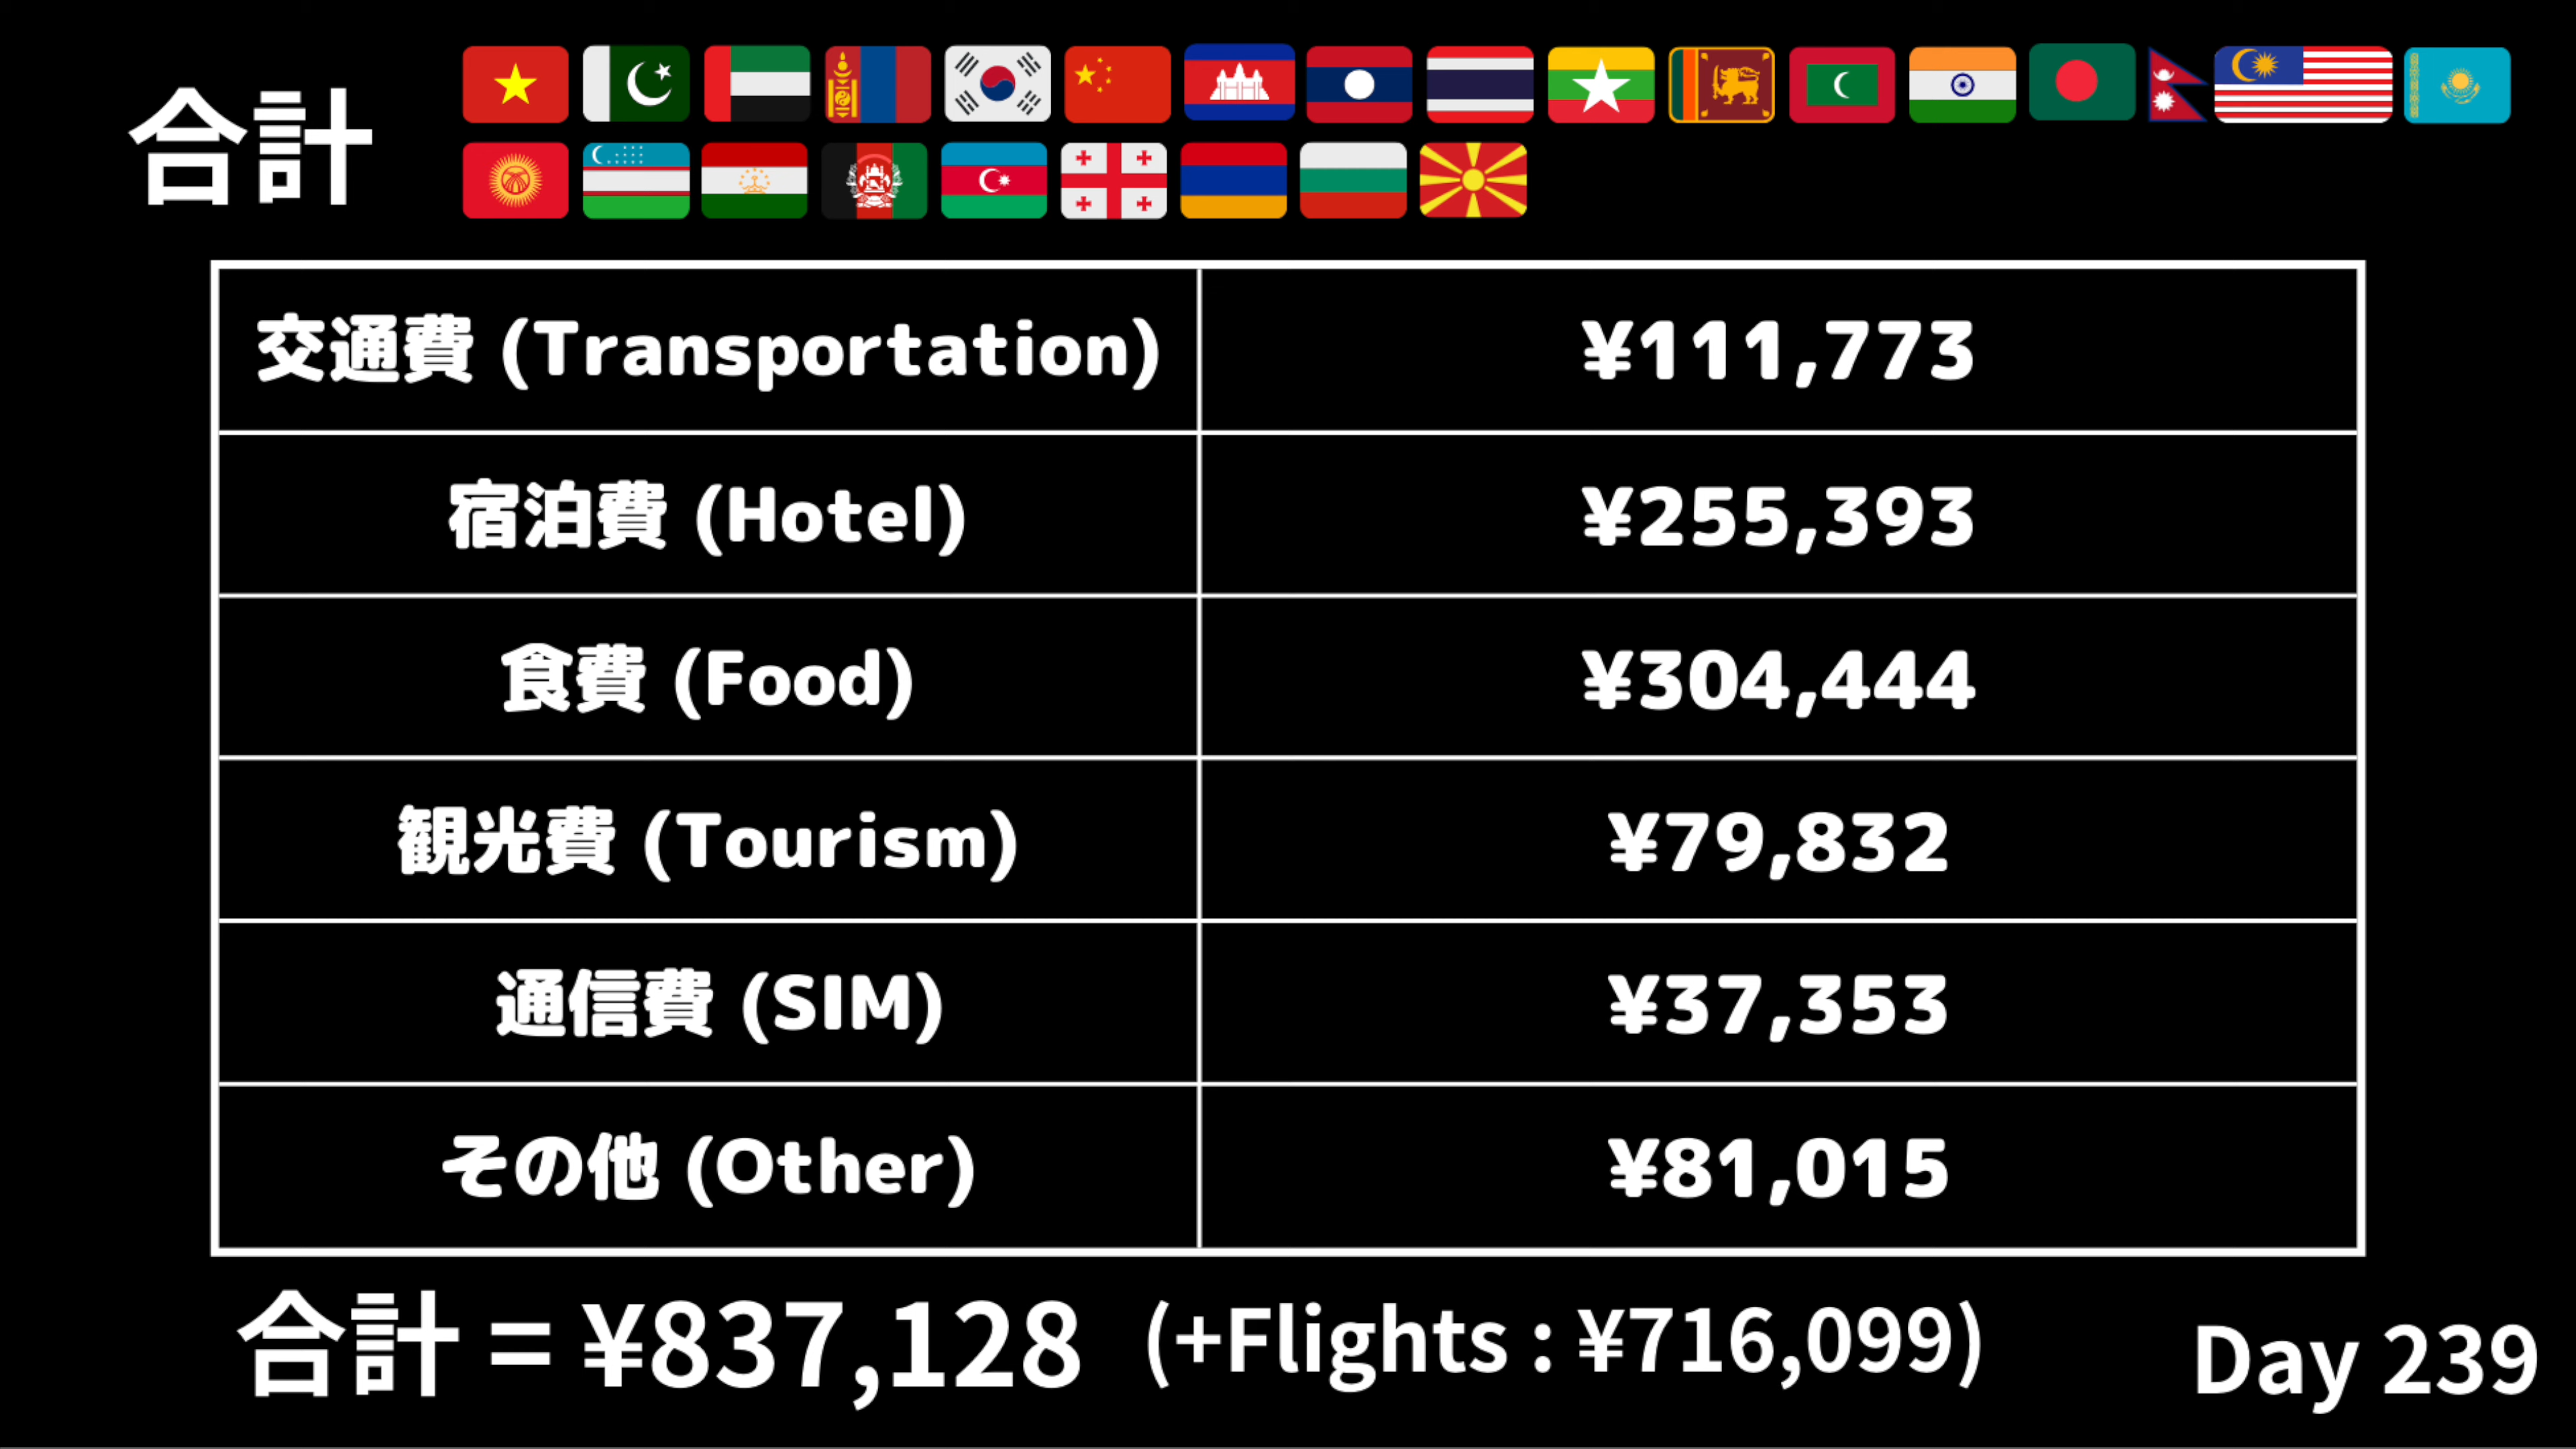 合計
交通費 (Transportation) ¥111,773
宿泊費 (Hotel) ¥255,393
食費 (Food) ¥304,444
観光費 (Tourism) ¥79,832
通信費 (SIM) ¥37,353
その他 (Other) ¥81,015
合計 = ¥837,128 (+Flights : ¥716,099) Day 239